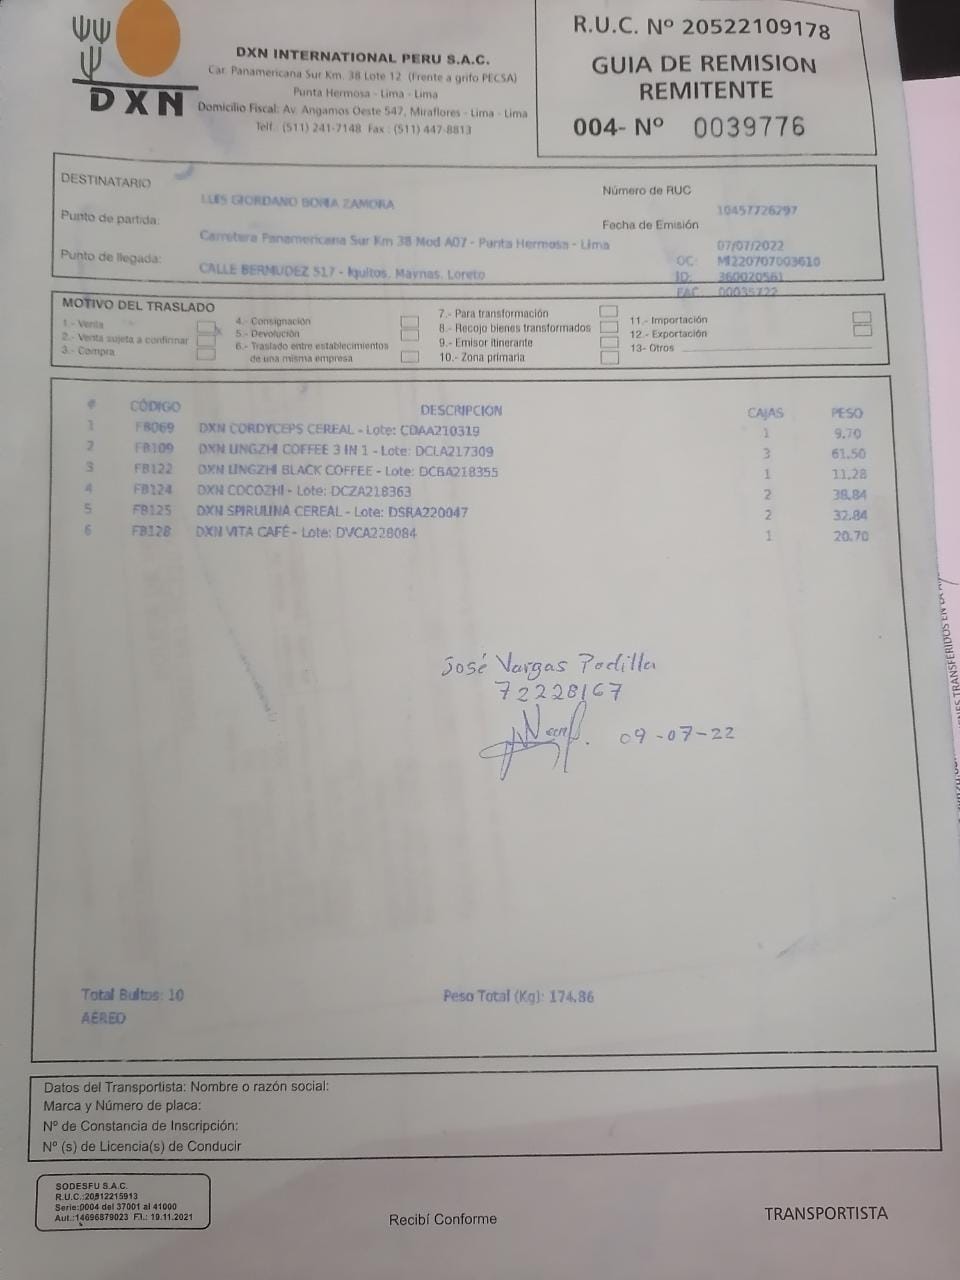 DXN
DXN INTERNATIONAL PERU S.A.C.
Car. Panamericana Sur Km. 38 Lote 12 (Frente a grifo PECSA)
Punta Hermosa - Lima - Lima
Domicilio Fiscal: Av. Angamos Oeste 547, Miraflores - Lima - Lima
Telf.: (511) 241-7148 Fax : (511) 447-8813
R.U.C. Nº 20522109178
GUIA DE REMISION
REMITENTE
004- Nº 0039776
DESTINATARIO
LUIS GIORDANO BORIA ZAMORA
Número de RUC
10457726297
Punto de partida:
Carretera Panamericana Sur Km 38 Mod A07 - Punta Hermosa - Lima
Fecha de Emisión
07/07/2022
Punto de llegada:
CALLE BERMUDEZ 517 - Iquitos, Maynas, Loreto
OC: MI220707003610
ID: 360020561
FAC: 00035722
MOTIVO DEL TRASLADO
1.- Venta x
2.- Venta sujeta a confirmar
3.- Compra
4.- Consignación
5.- Devolución
6.- Traslado entre establecimientos
de una misma empresa
7.- Para transformación
8.- Recojo bienes transformados
9.- Emisor itinerante
10.- Zona primaria
11.- Importación
12.- Exportación
13- Otros
# CÓDIGO DESCRIPCIÓN CAJAS PESO
1 FB069 DXN CORDYCEPS CEREAL - Lote: CDAA210319 1 9.70
2 FB109 DXN LINGZHI COFFEE 3 IN 1 - Lote: DCLA217309 3 61.50
3 FB122 DXN LINGZHI BLACK COFFEE - Lote: DCBA218355 1 11.28
4 FB124 DXN COCOZHI - Lote: DCZA218363 2 38.84
5 FB125 DXN SPIRULINA CEREAL - Lote: DSRA220047 2 32.84
6 FB128 DXN VITA CAFÉ - Lote: DVCA228084 1 20.70
José Vargas Padilla
72228167
09-07-22
Total Bultos: 10 Peso Total (Kg): 174.86
AÉREO
Datos del Transportista: Nombre o razón social:
Marca y Número de placa:
Nº de Constancia de Inscripción:
Nº (s) de Licencia(s) de Conducir
SODESFU S.A.C.
R.U.C.:20512215913
Serie:0004 del 37001 al 41000
Aut.:14696879023 F.I.: 19.11.2021
Recibí Conforme
TRANSPORTISTA